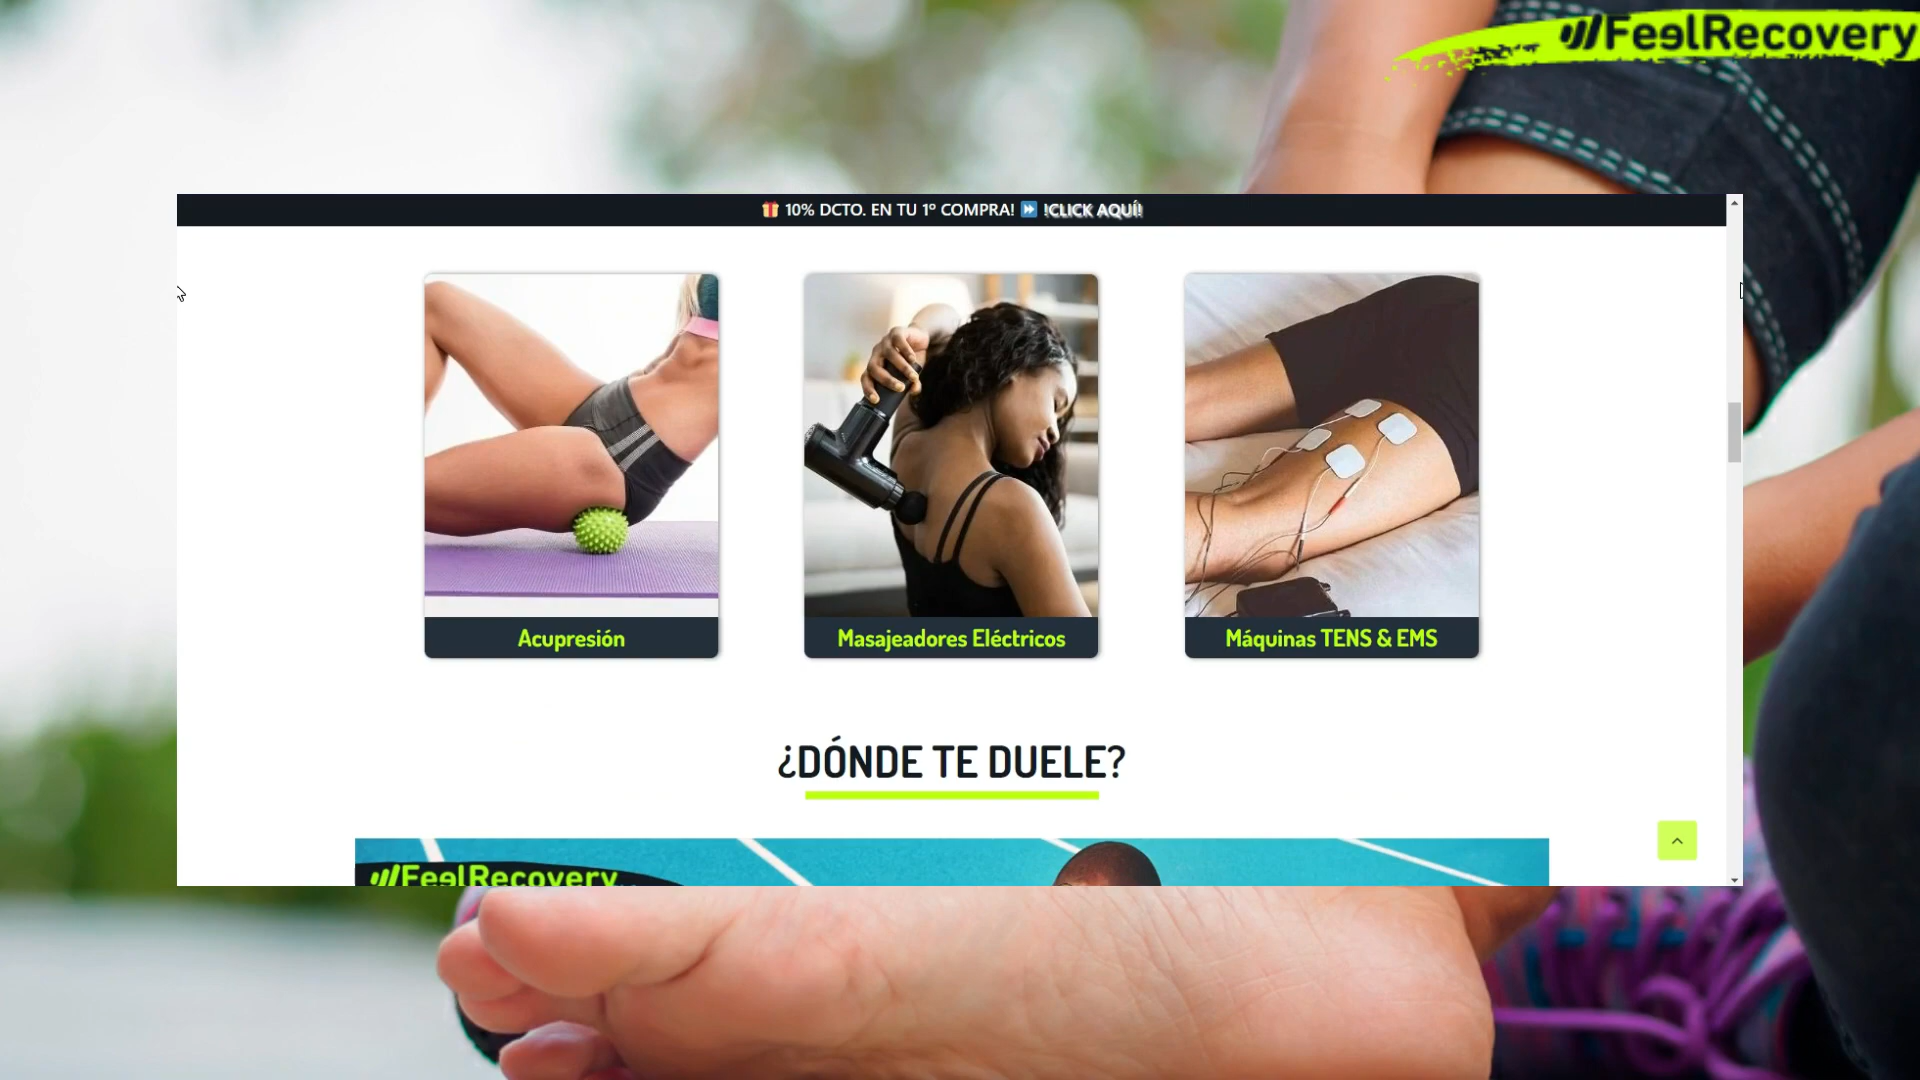 FeelRecovery
🎁 10% DCTO. EN TU 1º COMPRA! ⏩ !CLICK AQUÍ!
Acupresión
Masajeadores Eléctricos
Máquinas TENS & EMS
¿DÓNDE TE DUELE?
FeelRecovery